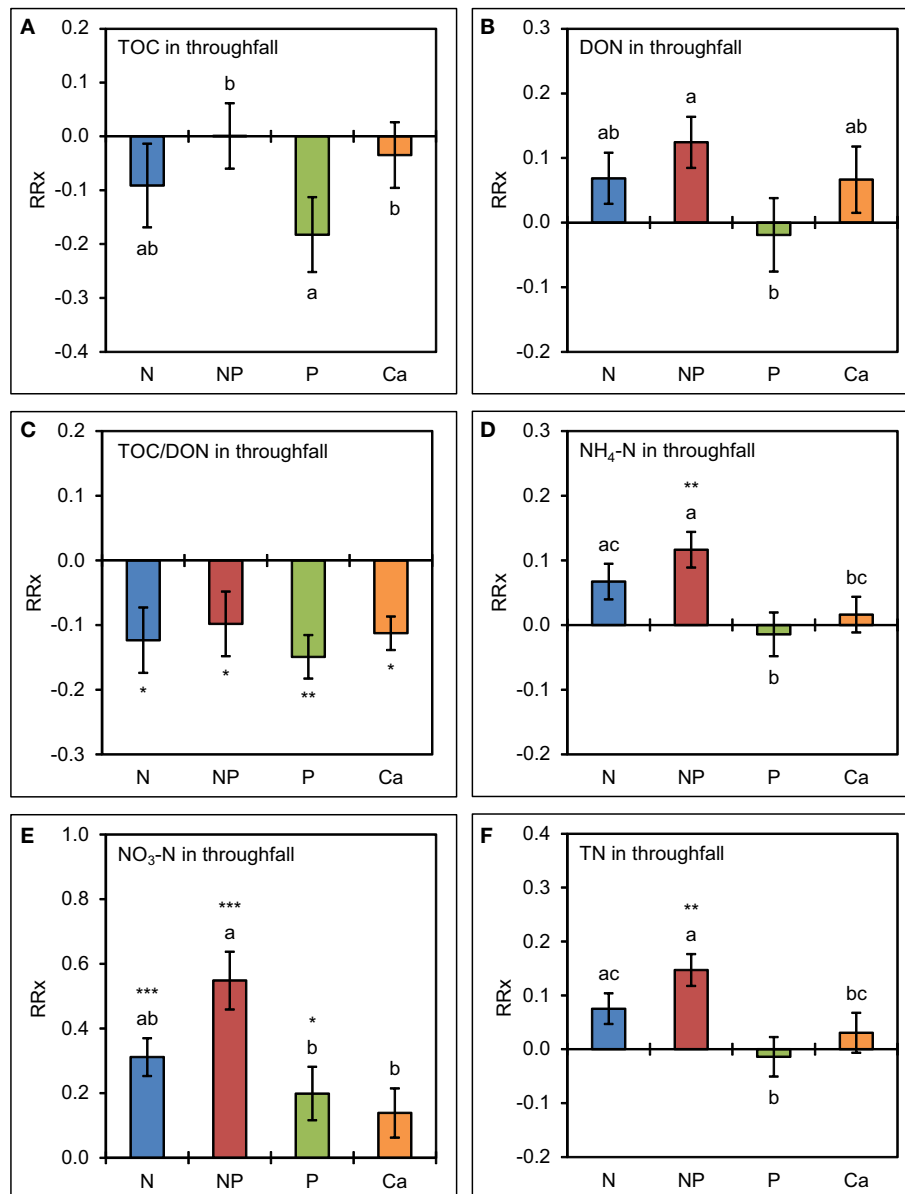 A
TOC in throughfall
0.2
0.1
0.0
-0.1
-0.2
-0.3
-0.4
RRx
ab
b
a
b
N NP P Ca
B
DON in throughfall
0.3
0.2
0.1
0.0
-0.1
-0.2
RRx
ab
a
b
ab
N NP P Ca
C
TOC/DON in throughfall
0.2
0.1
0.0
-0.1
-0.2
-0.3
RRx
*
*
**
*
N NP P Ca
D
NH₄-N in throughfall
0.3
0.2
0.1
0.0
-0.1
-0.2
RRx
ac
**
a
b
bc
N NP P Ca
E
NO₃-N in throughfall
1.0
0.8
0.6
0.4
0.2
0.0
RRx
***
ab
***
a
*
b
b
N NP P Ca
F
TN in throughfall
0.4
0.3
0.2
0.1
0.0
-0.1
-0.2
RRx
ac
**
a
b
bc
N NP P Ca